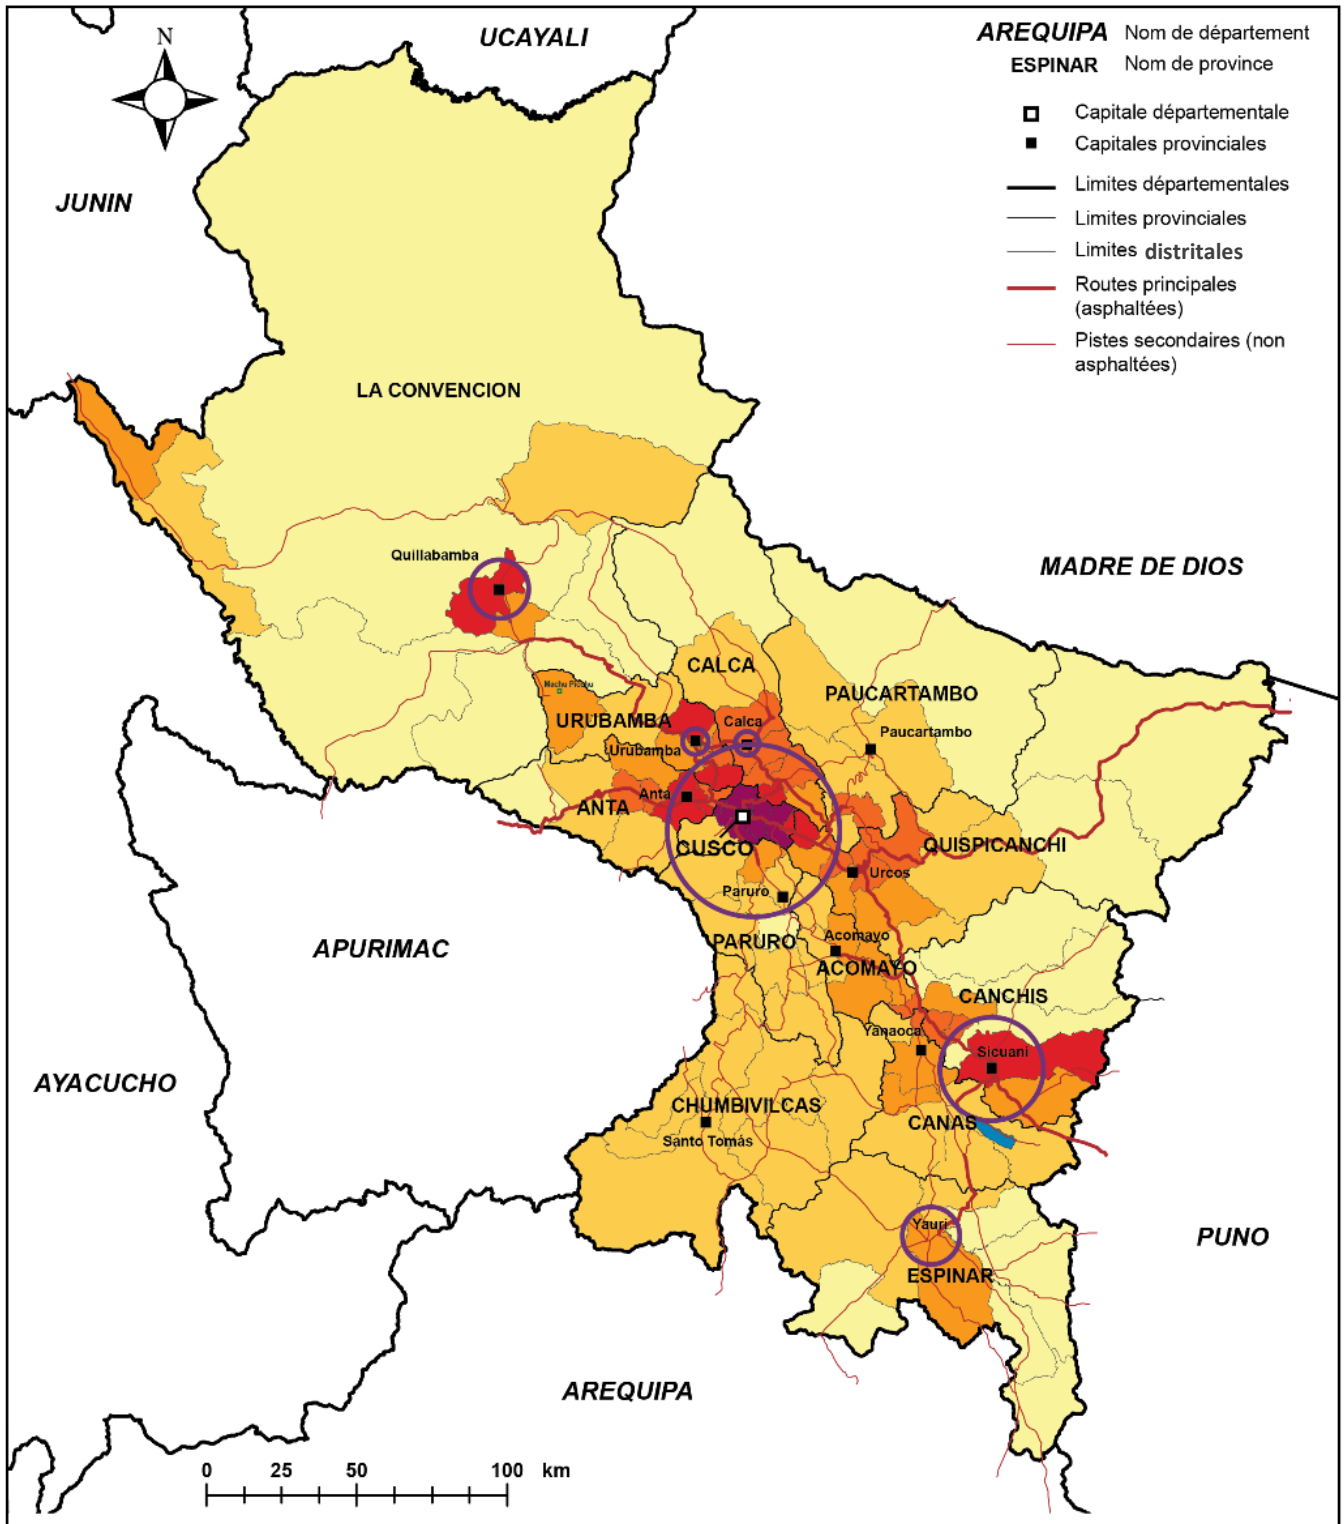 N
UCAYALI
AREQUIPA Nom de département
ESPINAR Nom de province
Capitale départementale
Capitales provinciales
Limites départementales
Limites provinciales
Limites distritales
Routes principales
(asphaltées)
Pistes secondaires (non
asphaltées)
JUNIN
LA CONVENCION
Quillabamba
MADRE DE DIOS
CALCA
Machu Picchu
PAUCARTAMBO
URUBAMBA
Calca
Paucartambo
Urubamba
Anta
ANTA
CUSCO
QUISPICANCHI
Urcos
Paruro
PARURO
Acomayo
APURIMAC
ACOMAYO
CANCHIS
Yanaoca
Sicuani
AYACUCHO
CHUMBIVILCAS
CANAS
Santo Tomás
Yauri
PUNO
ESPINAR
AREQUIPA
0 25 50 100 km